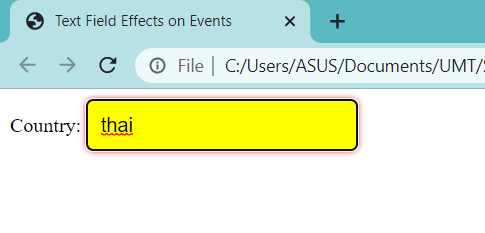 Text Field Effects on Events
File | C:/Users/ASUS/Documents/UMT/
Country: thai